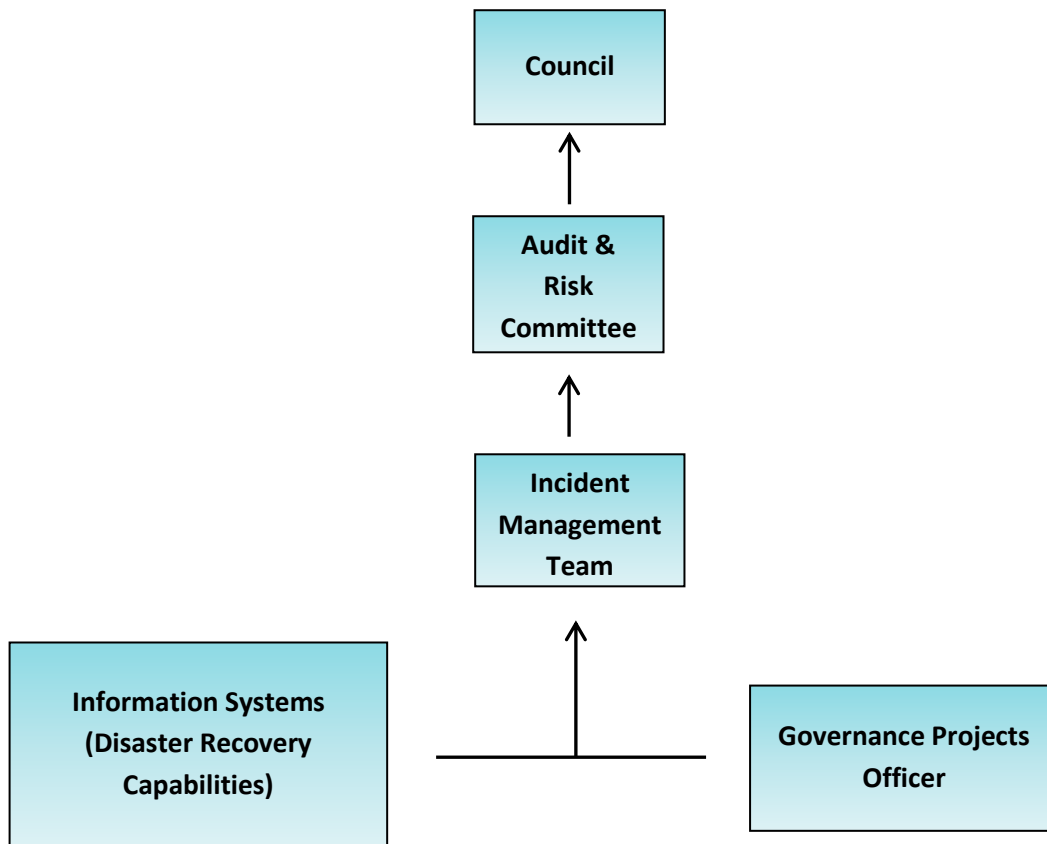 Council
Audit &
Risk
Committee
Incident
Management
Team
Information Systems
(Disaster Recovery
Capabilities)
Governance Projects
Officer